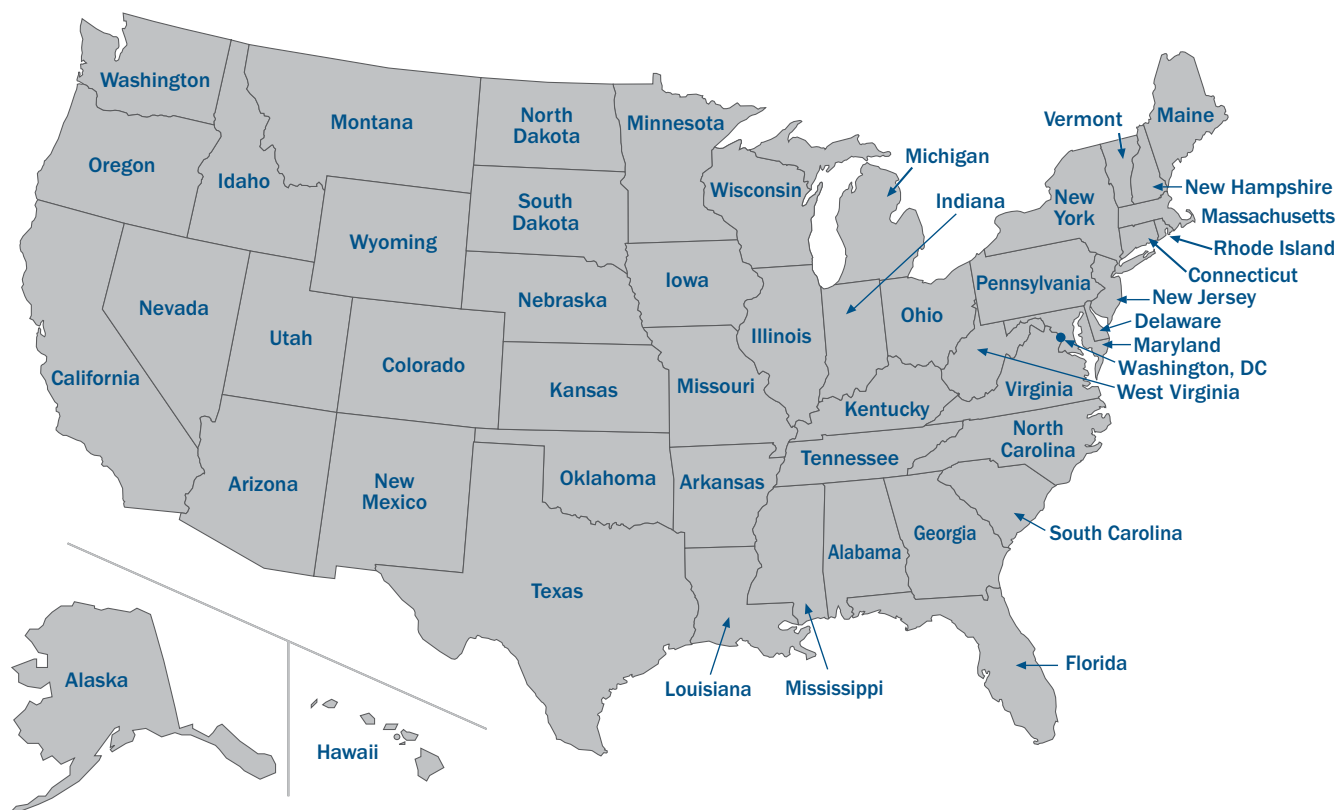 Washington
Montana
North
Dakota
Minnesota
Vermont
Maine
Oregon
Idaho
Michigan
Wisconsin
New Hampshire
South
Dakota
Indiana
New
York
Massachusetts
Wyoming
Rhode Island
Connecticut
Iowa
Pennsylvania
Nebraska
New Jersey
Nevada
Ohio
Delaware
Utah
Illinois
Maryland
Colorado
Washington, DC
California
Kansas
Missouri
Virginia
West Virginia
Kentucky
North
Carolina
Tennessee
Arizona
New
Mexico
Oklahoma
Arkansas
South Carolina
Georgia
Alabama
Texas
Florida
Alaska
Louisiana
Mississippi
Hawaii